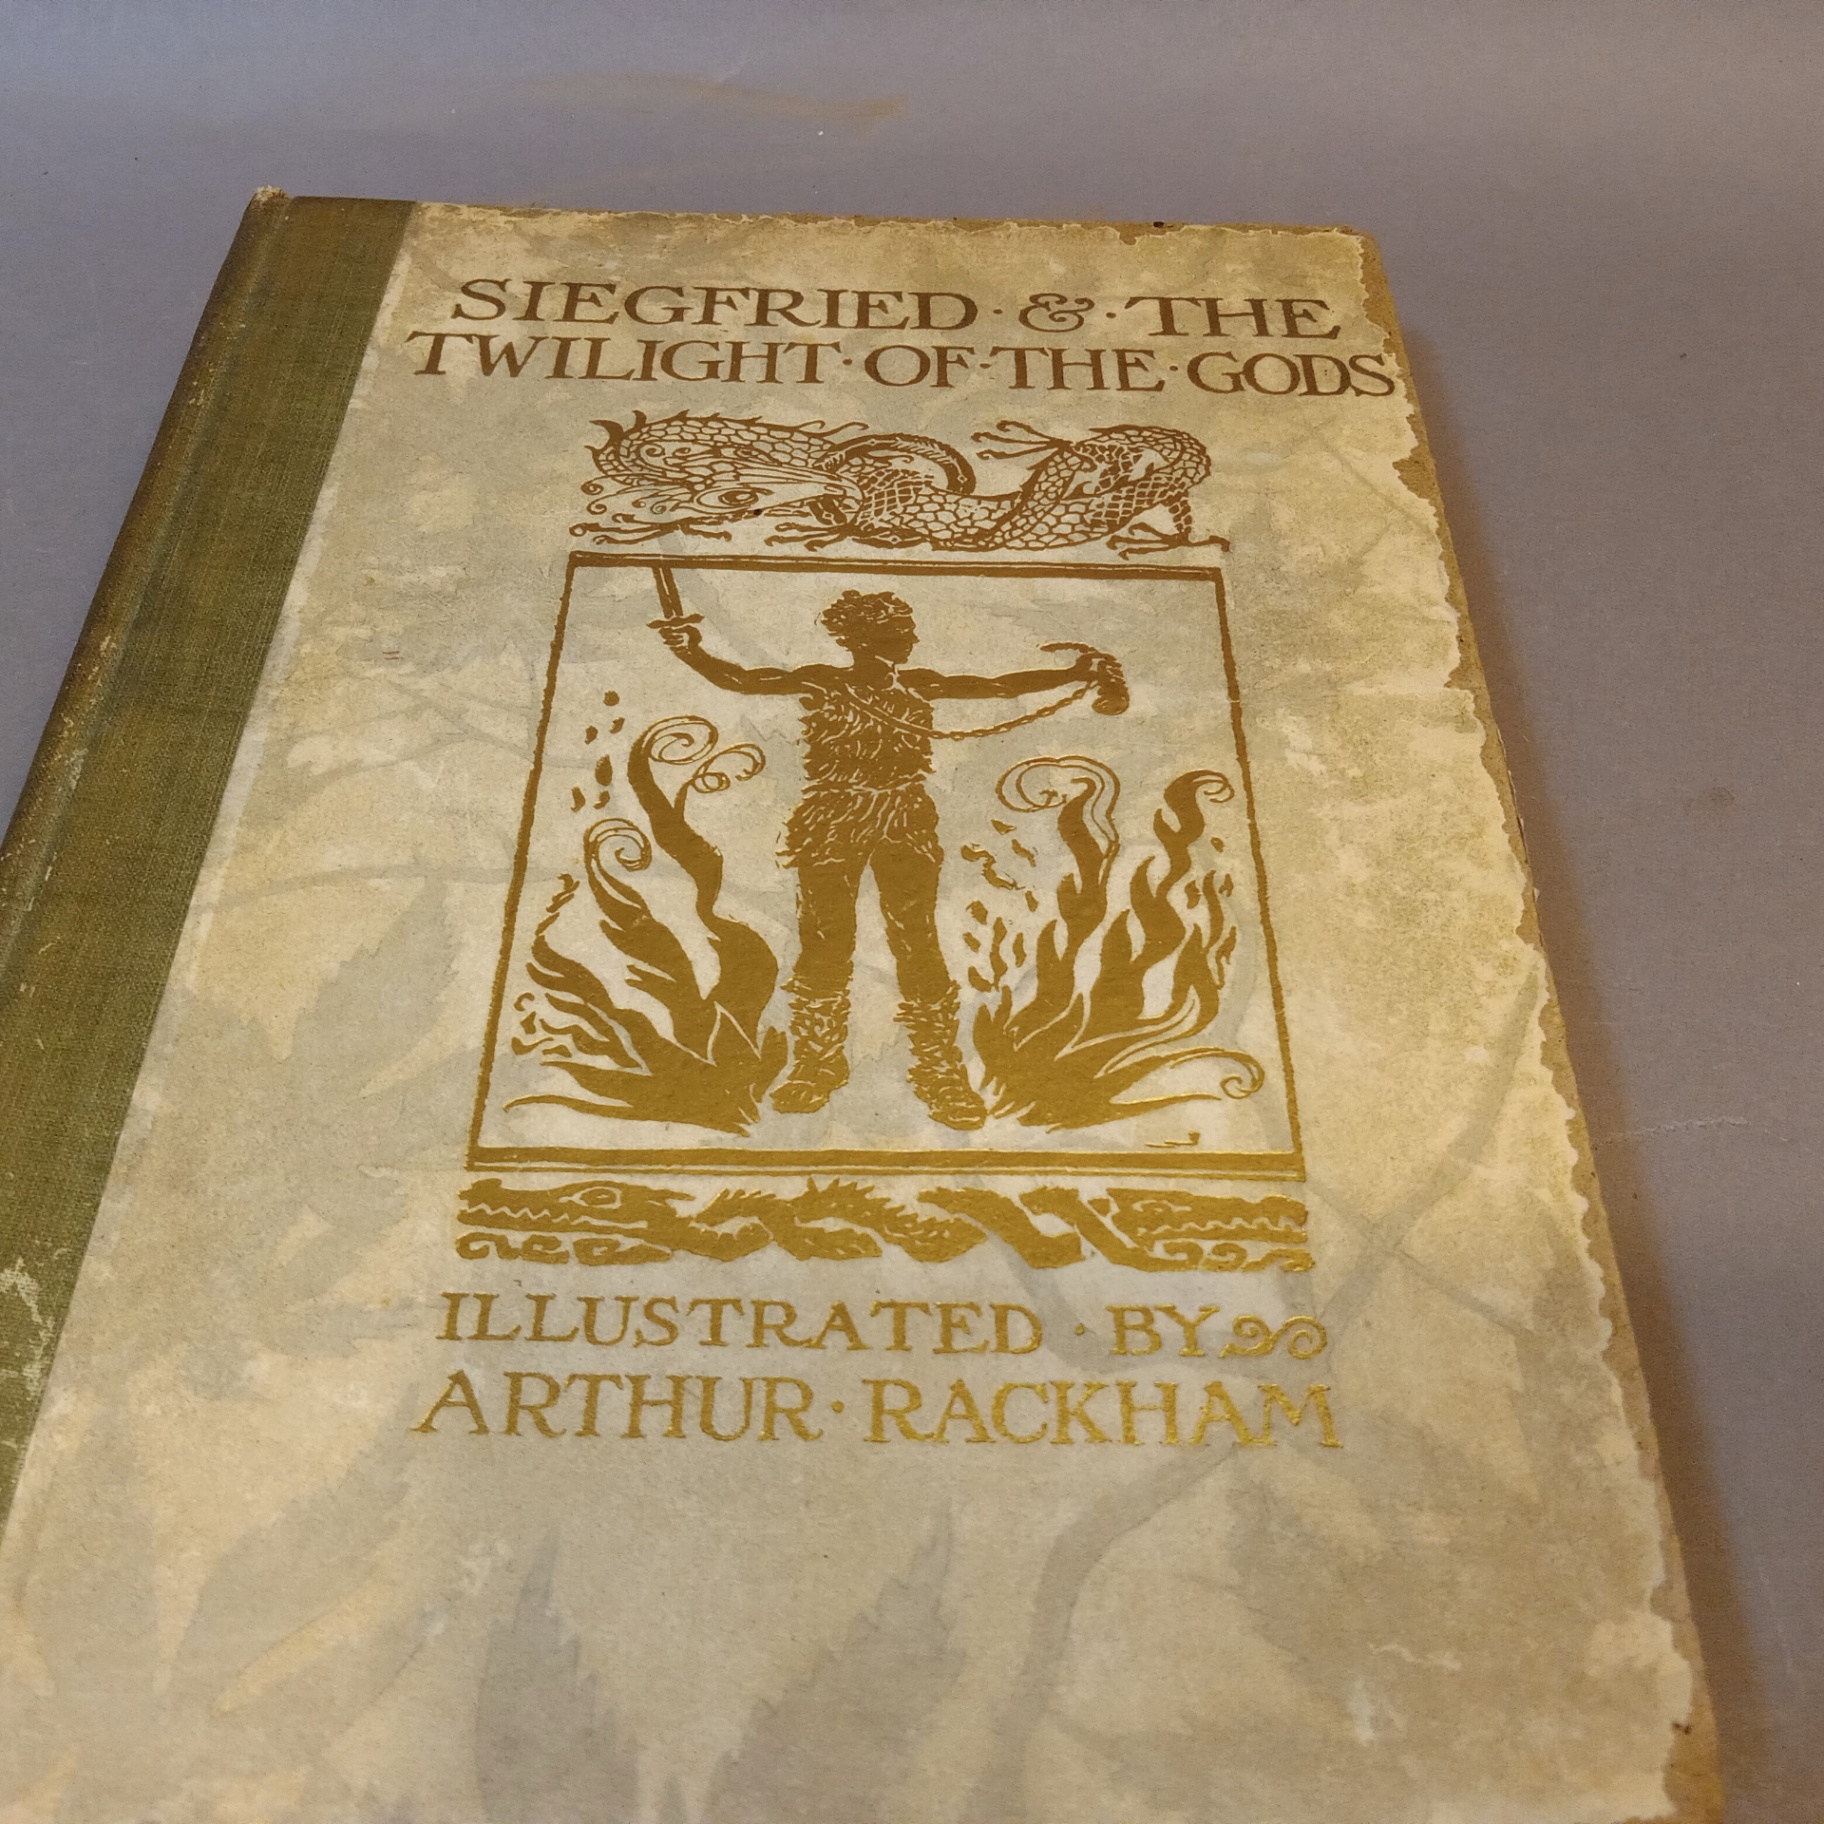 SIEGFRIED · & · THE
TWILIGHT · OF · THE · GODS
ILLUSTRATED · BY
ARTHUR · RACKHAM